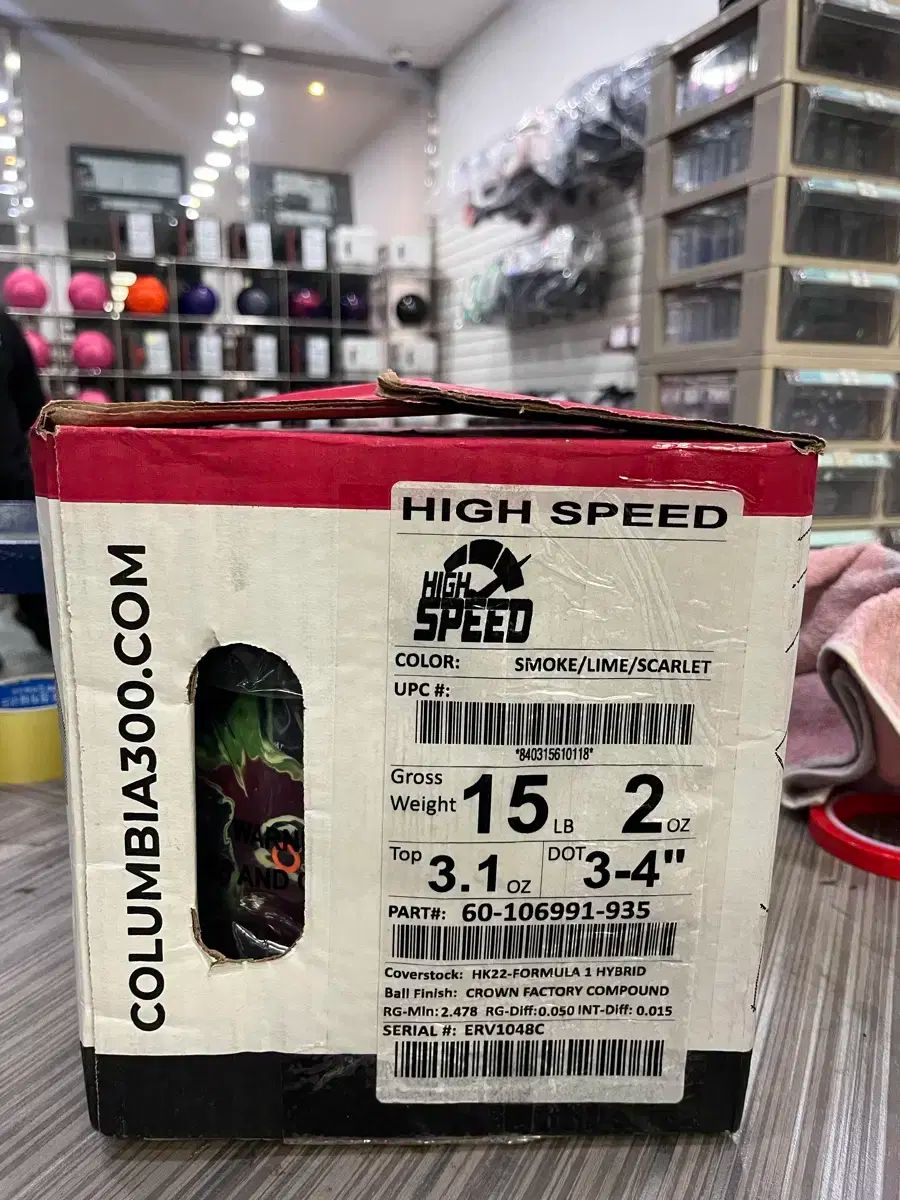 COLUMBIA300.COM
HIGH SPEED
HIGH
SPEED
COLOR: SMOKE/LIME/SCARLET
UPC #:
*840315610118*
Gross Weight 15 LB 2 OZ
Top 3.1 OZ DOT 3-4"
PART#: 60-106991-935
Coverstock: HK22-FORMULA 1 HYBRID
Ball Finish: CROWN FACTORY COMPOUND
RG-Min: 2.478 RG-Diff: 0.050 INT-Diff: 0.015
SERIAL #: ERV1048C
AND